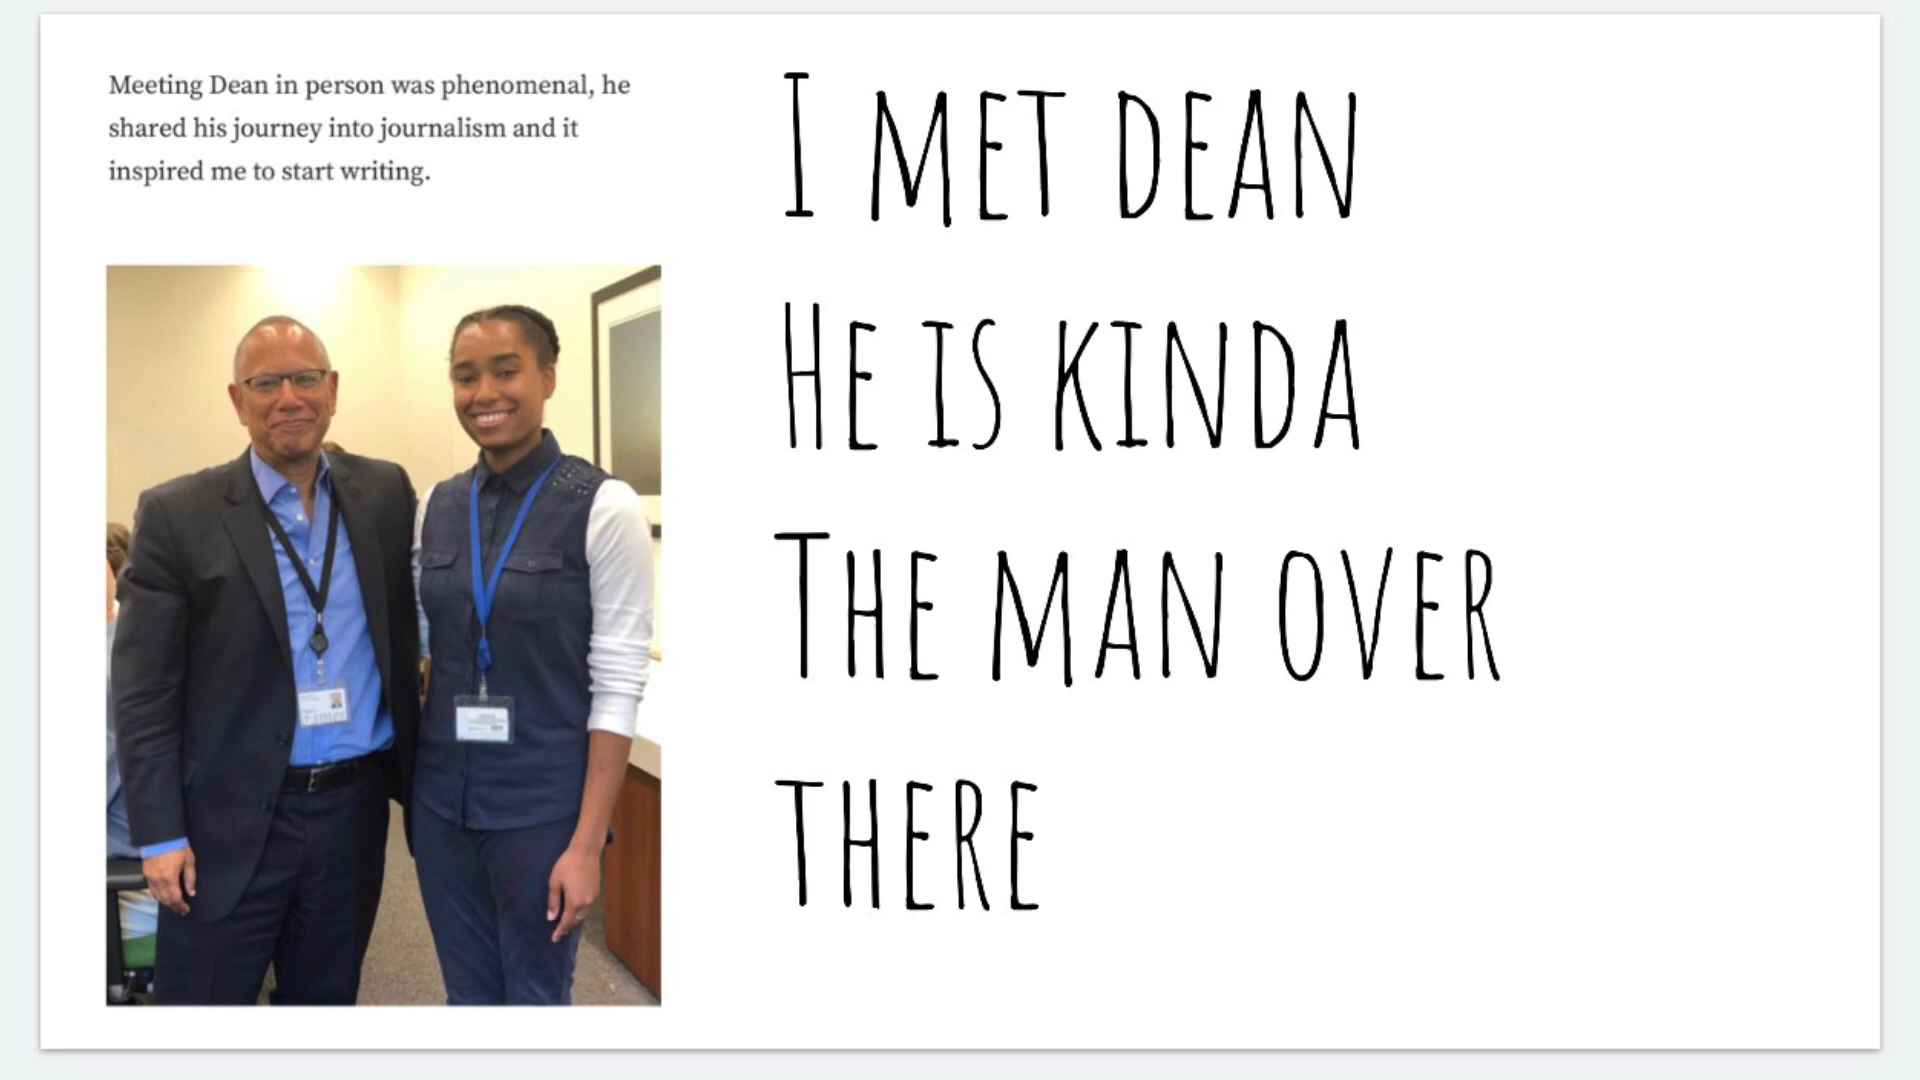 Meeting Dean in person was phenomenal, he
shared his journey into journalism and it
inspired me to start writing.
I MET DEAN
HE IS KINDA
THE MAN OVER
THERE